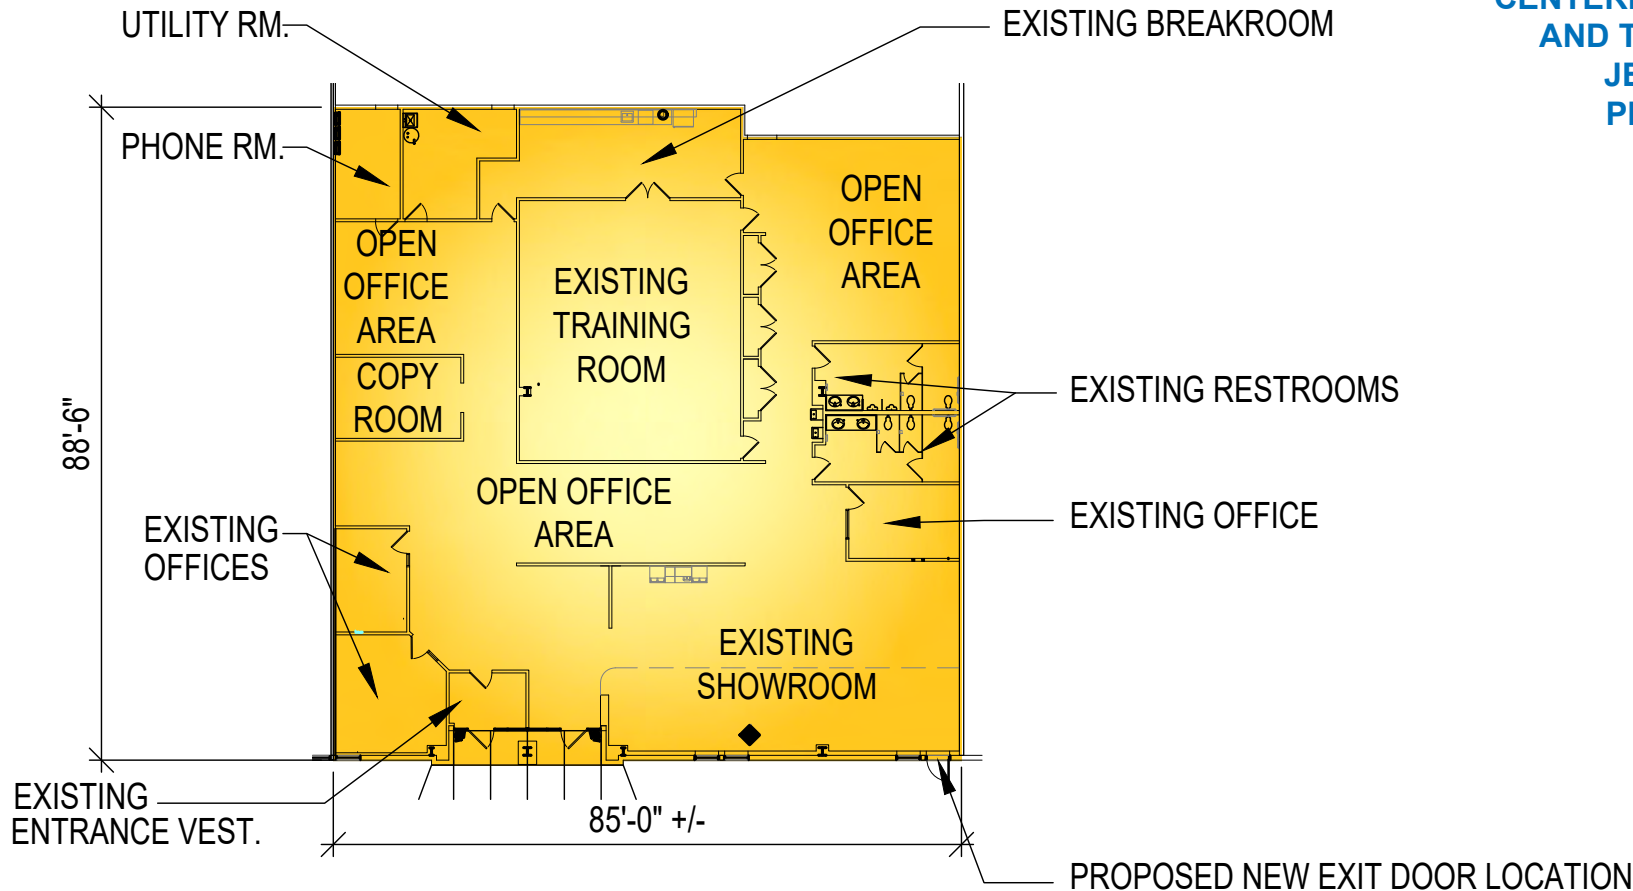 UTILITY RM.
EXISTING BREAKROOM
AND
PHONE RM.
OPEN
OFFICE
AREA
OPEN
OFFICE
AREA
EXISTING
TRAINING
ROOM
COPY
ROOM
EXISTING RESTROOMS
88'-6"
OPEN OFFICE
AREA
EXISTING OFFICE
EXISTING
OFFICES
EXISTING
SHOWROOM
EXISTING
ENTRANCE VEST.
85'-0" +/-
PROPOSED NEW EXIT DOOR LOCATION